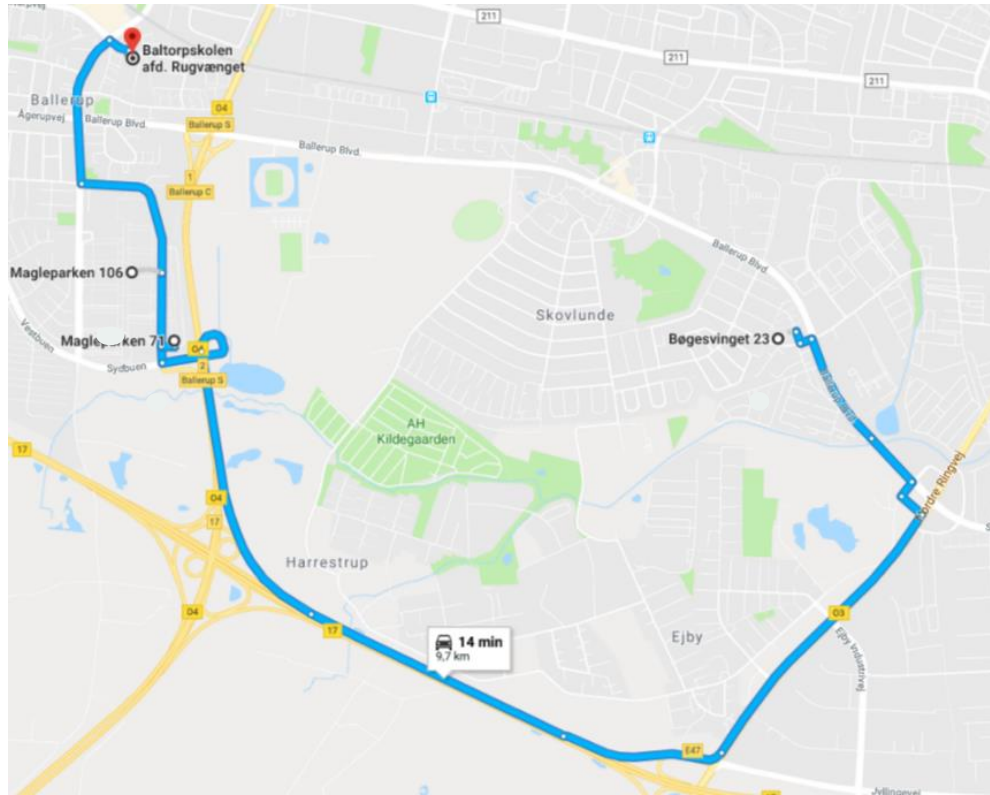 211
211
211
Baltorpskolen
afd. Rugvænget
Ballerup
Ågerupvej
Ballerup Blvd.
O4
Ballerup S
Ballerup Blvd.
1
Ballerup C
Ballerup Blvd.
Magleparken 106
Skovlunde
Vestbuen
Bøgesvinget 23
Sydbuen
2
Ballerup S
AH
Kildegaarden
17
Nordre Ringvej
O4
17
Harrestrup
O4
17
O3
Ejby
Ejby Industrivej
14 min
9,7 km
E47
Jyllingevej